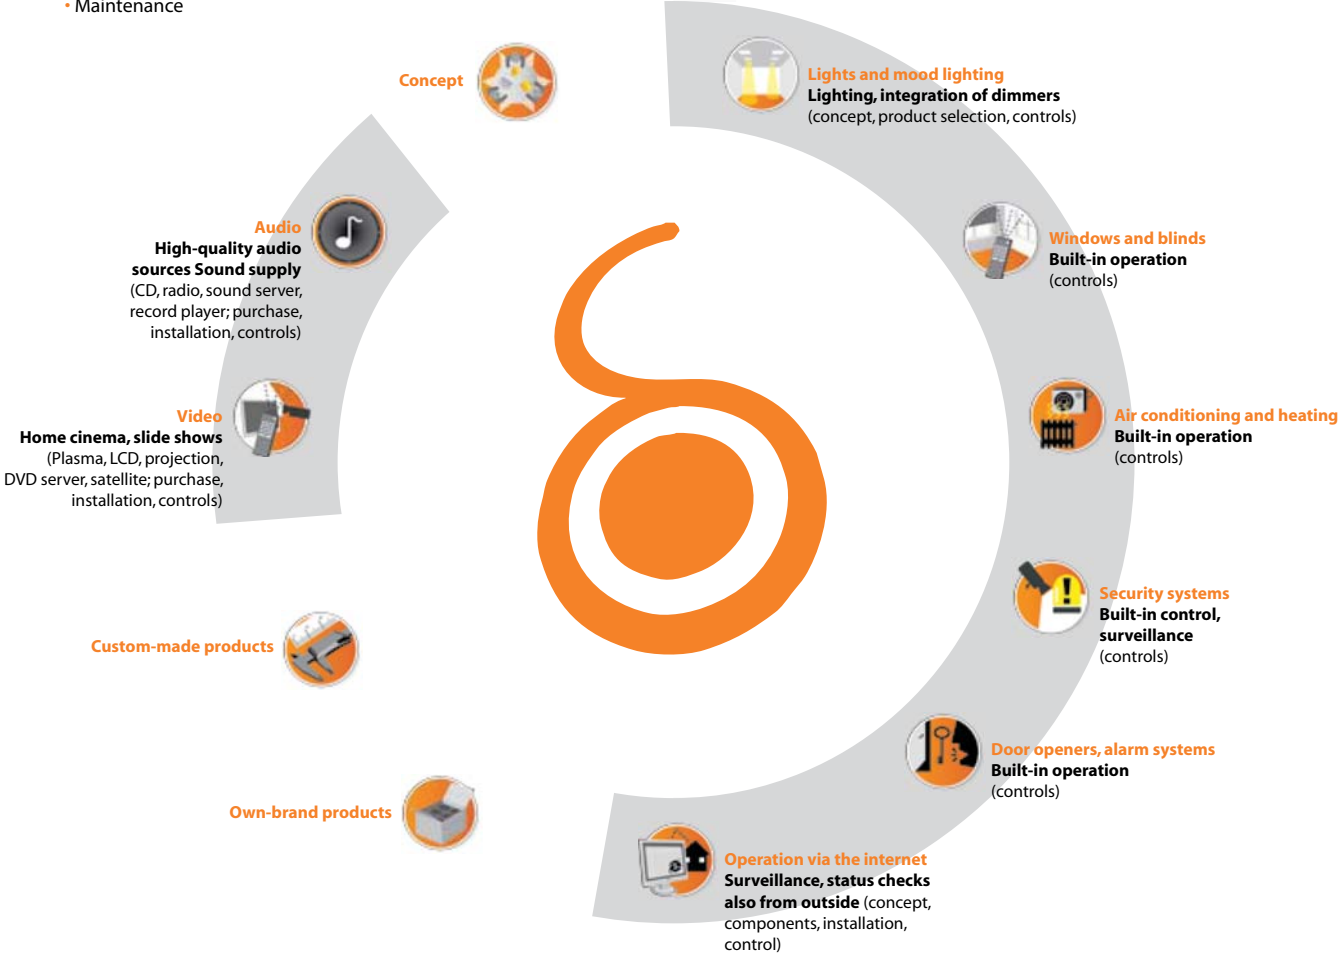 • Maintenance
Concept
Lights and mood lighting
Lighting, integration of dimmers
(concept, product selection, controls)
Audio
High-quality audio
sources Sound supply
(CD, radio, sound server,
record player; purchase,
installation, controls)
Windows and blinds
Built-in operation
(controls)
Video
Home cinema, slide shows
(Plasma, LCD, projection,
DVD server, satellite; purchase,
installation, controls)
Air conditioning and heating
Built-in operation
(controls)
Security systems
Built-in control,
surveillance
(controls)
Custom-made products
Door openers, alarm systems
Built-in operation
(controls)
Own-brand products
Operation via the internet
Surveillance, status checks
also from outside (concept,
components, installation,
control)